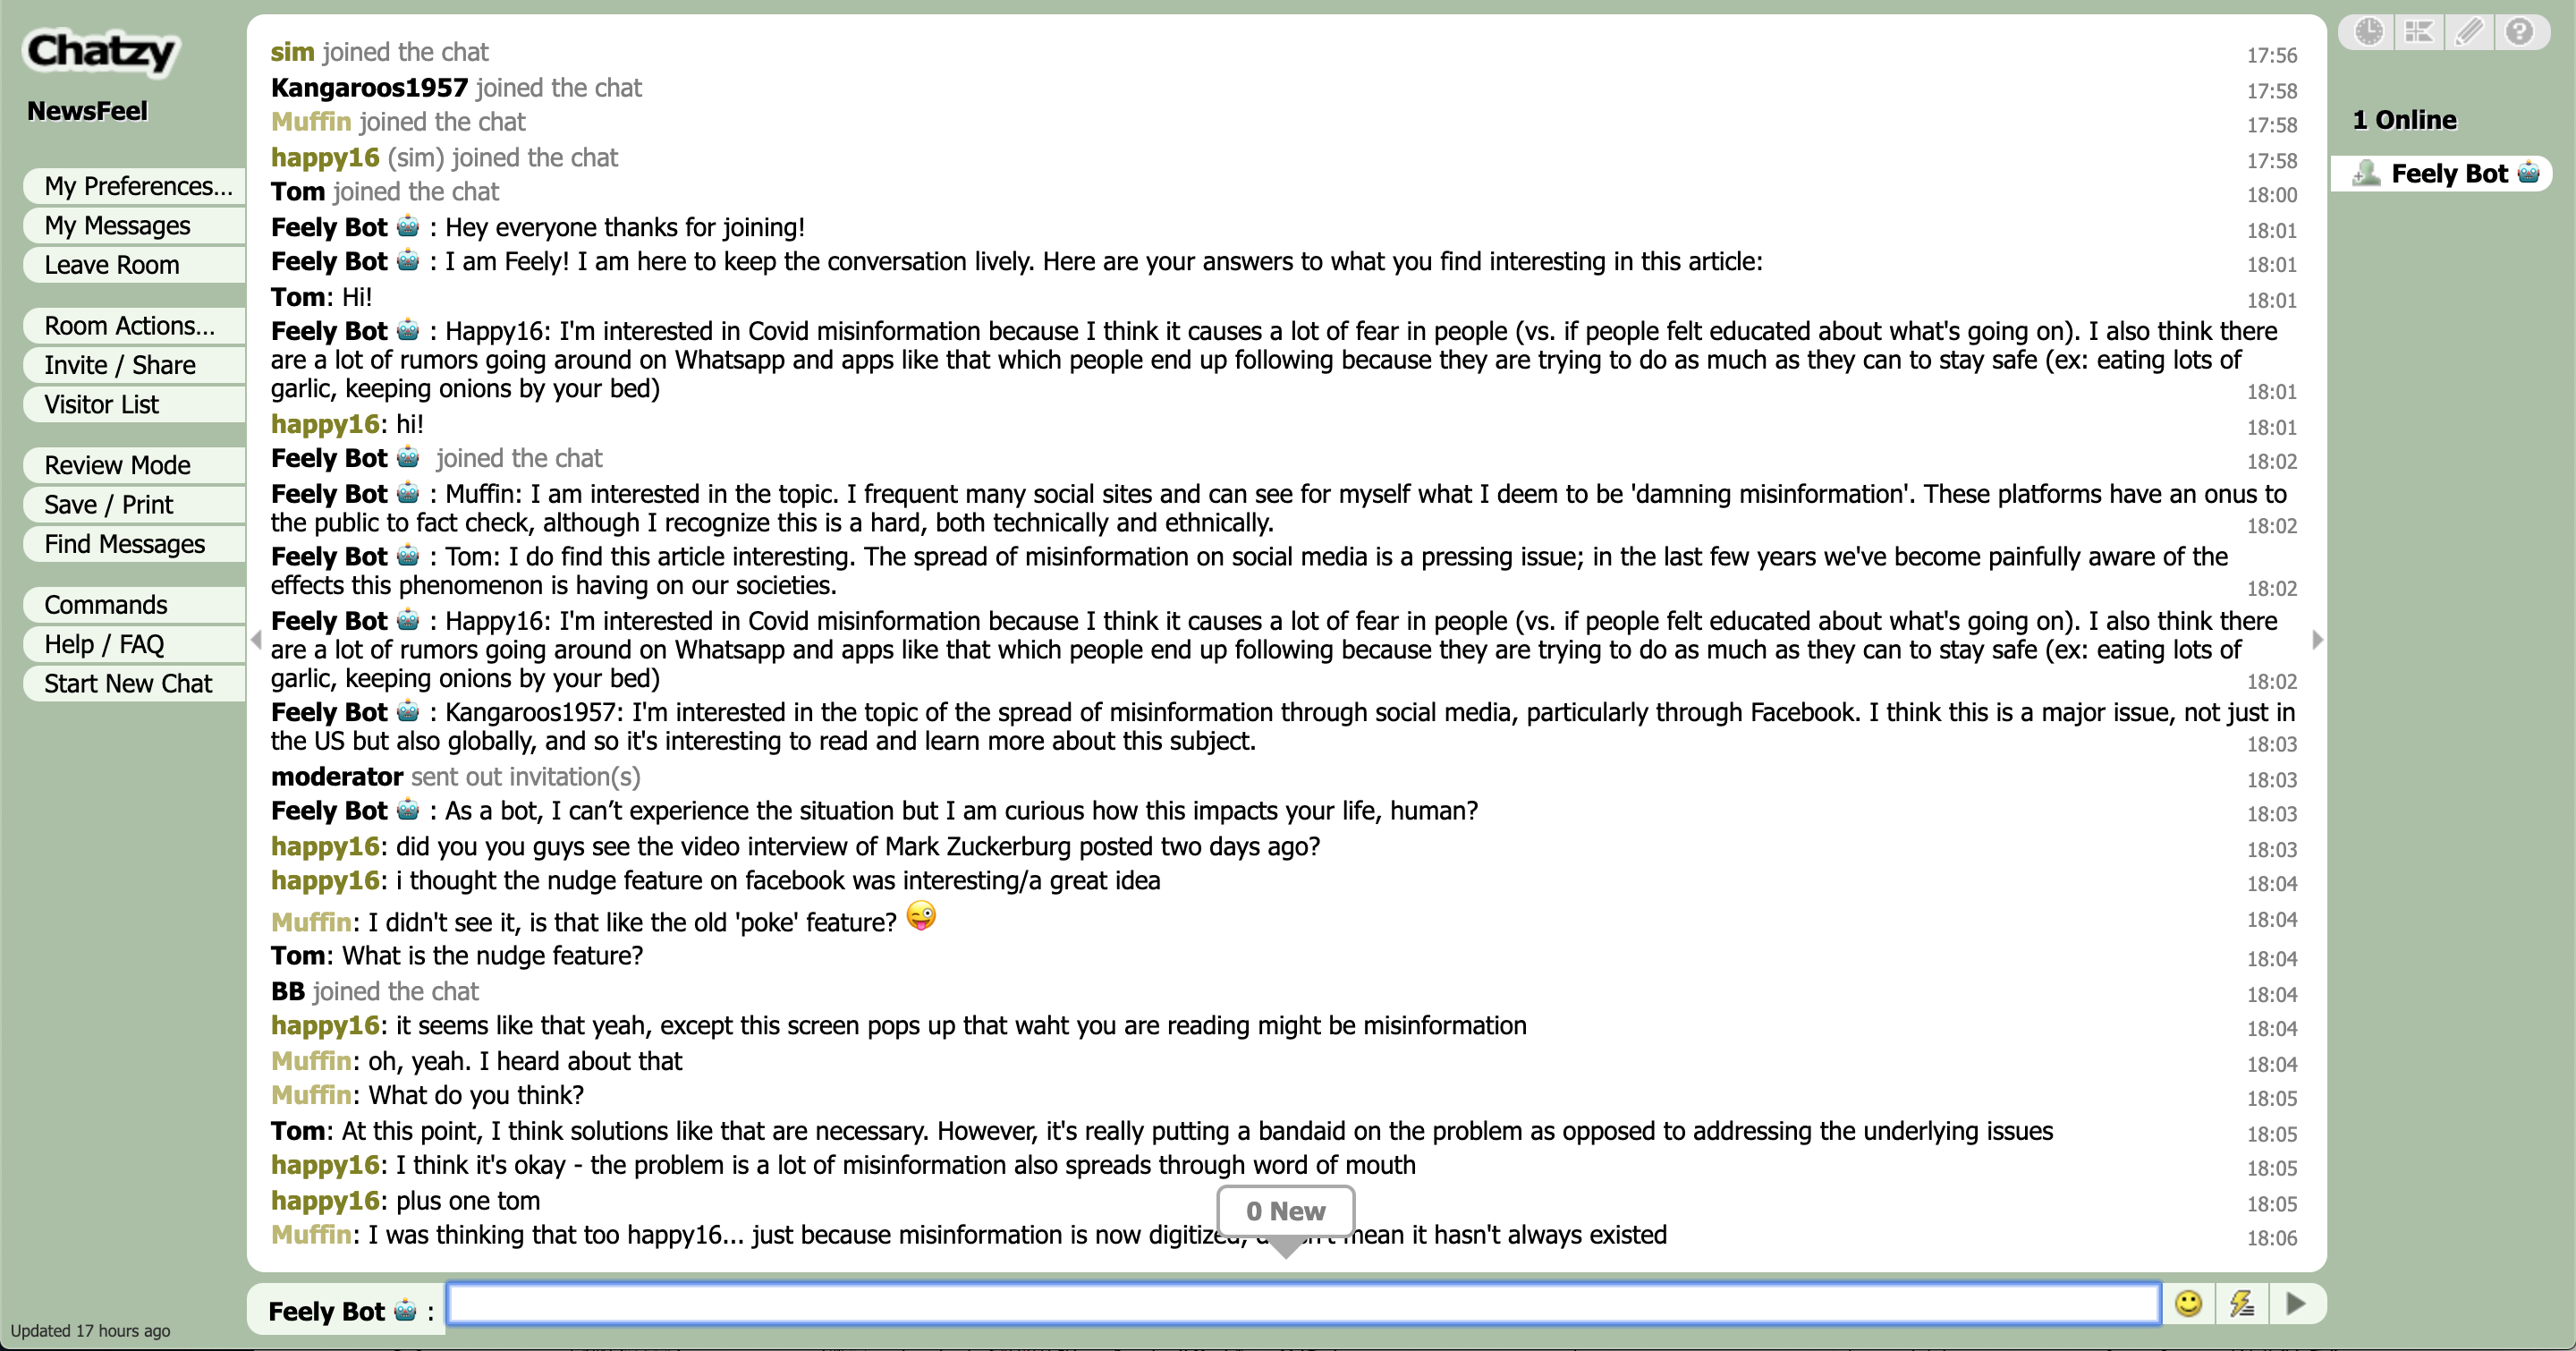 Chatzy
NewsFeel
My Preferences...
My Messages
Leave Room
Room Actions...
Invite / Share
Visitor List
Review Mode
Save / Print
Find Messages
Commands
Help / FAQ
Start New Chat
Updated 17 hours ago
sim joined the chat 17:56
Kangaroos1957 joined the chat 17:58
Muffin joined the chat 17:58
happy16 (sim) joined the chat 17:58
Tom joined the chat 18:00
Feely Bot 🤖 : Hey everyone thanks for joining! 18:01
Feely Bot 🤖 : I am Feely! I am here to keep the conversation lively. Here are your answers to what you find interesting in this article: 18:01
Tom: Hi! 18:01
Feely Bot 🤖 : Happy16: I'm interested in Covid misinformation because I think it causes a lot of fear in people (vs. if people felt educated about what's going on). I also think there
are a lot of rumors going around on Whatsapp and apps like that which people end up following because they are trying to do as much as they can to stay safe (ex: eating lots of
garlic, keeping onions by your bed) 18:01
happy16: hi! 18:01
Feely Bot 🤖 joined the chat 18:02
Feely Bot 🤖 : Muffin: I am interested in the topic. I frequent many social sites and can see for myself what I deem to be 'damning misinformation'. These platforms have an onus to
the public to fact check, although I recognize this is a hard, both technically and ethnically. 18:02
Feely Bot 🤖 : Tom: I do find this article interesting. The spread of misinformation on social media is a pressing issue; in the last few years we've become painfully aware of the
effects this phenomenon is having on our societies. 18:02
Feely Bot 🤖 : Happy16: I'm interested in Covid misinformation because I think it causes a lot of fear in people (vs. if people felt educated about what's going on). I also think there
are a lot of rumors going around on Whatsapp and apps like that which people end up following because they are trying to do as much as they can to stay safe (ex: eating lots of
garlic, keeping onions by your bed) 18:02
Feely Bot 🤖 : Kangaroos1957: I'm interested in the topic of the spread of misinformation through social media, particularly through Facebook. I think this is a major issue, not just in
the US but also globally, and so it's interesting to read and learn more about this subject. 18:03
moderator sent out invitation(s) 18:03
Feely Bot 🤖 : As a bot, I can’t experience the situation but I am curious how this impacts your life, human? 18:03
happy16: did you you guys see the video interview of Mark Zuckerburg posted two days ago? 18:03
happy16: i thought the nudge feature on facebook was interesting/a great idea 18:04
Muffin: I didn't see it, is that like the old 'poke' feature? 😜 18:04
Tom: What is the nudge feature? 18:04
BB joined the chat 18:04
happy16: it seems like that yeah, except this screen pops up that waht you are reading might be misinformation 18:04
Muffin: oh, yeah. I heard about that 18:04
Muffin: What do you think? 18:05
Tom: At this point, I think solutions like that are necessary. However, it's really putting a bandaid on the problem as opposed to addressing the underlying issues 18:05
happy16: I think it's okay - the problem is a lot of misinformation also spreads through word of mouth 18:05
happy16: plus one tom 18:05
0 New
Muffin: I was thinking that too happy16... just because misinformation is now digitized, mean it hasn't always existed 18:06
Feely Bot 🤖 :
1 Online
Feely Bot 🤖